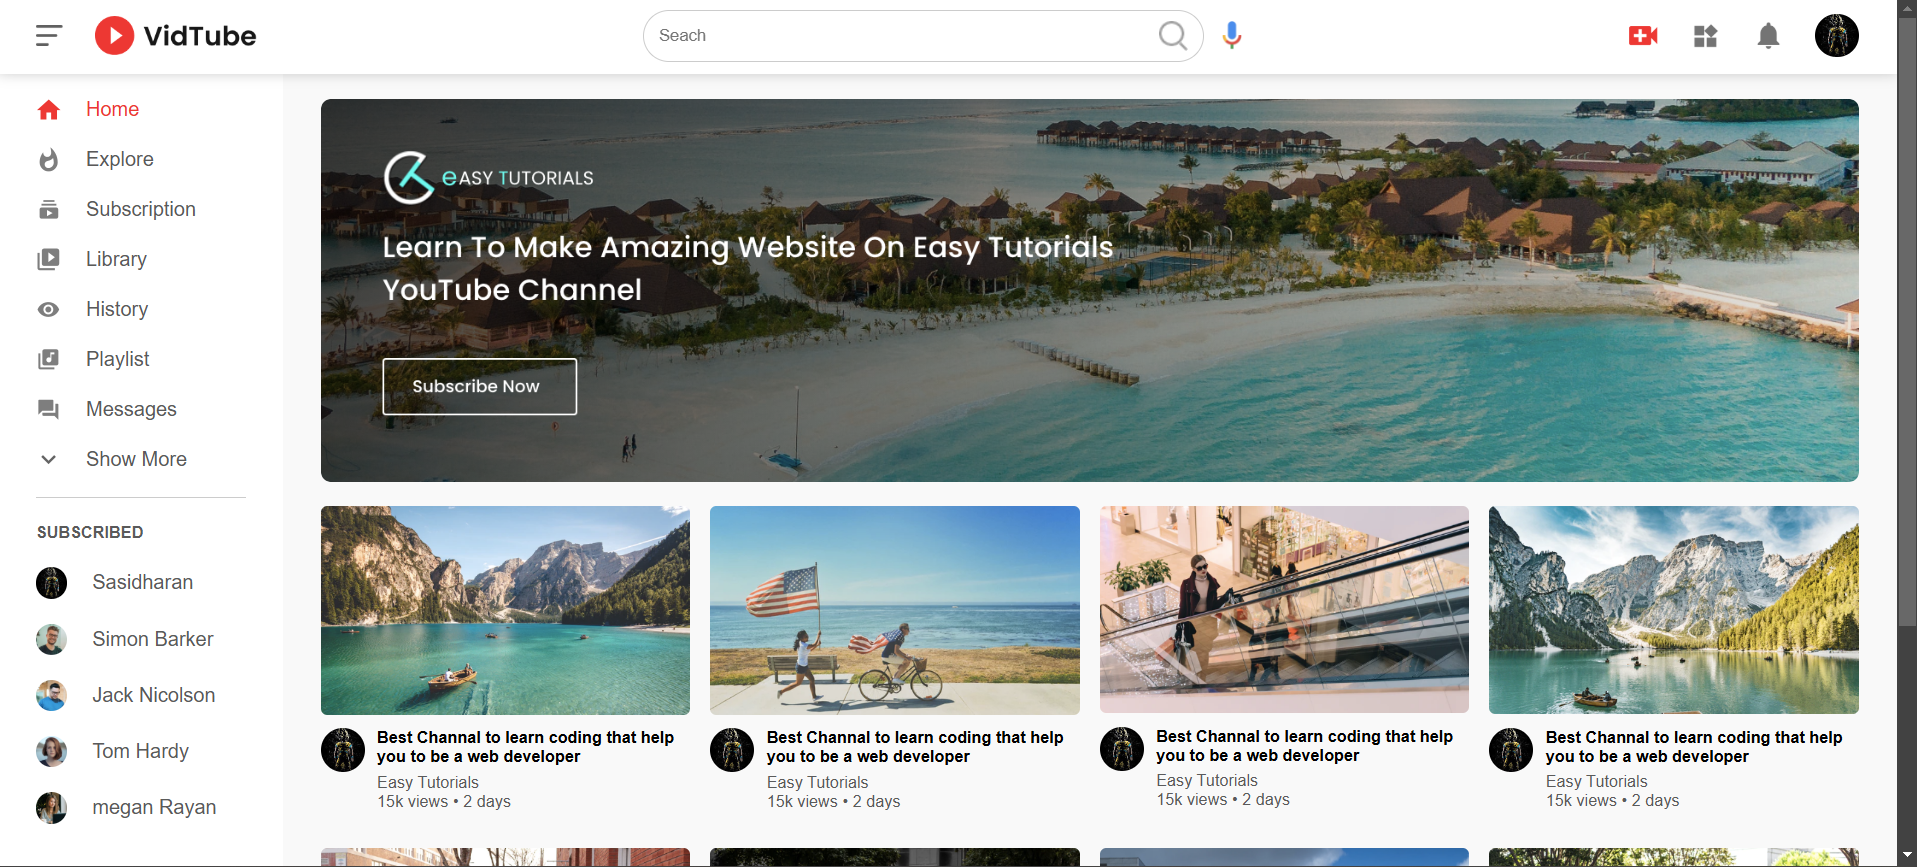 VidTube
Seach
Home
Explore
Subscription
Library
History
Playlist
Messages
Show More
SUBSCRIBED
Sasidharan
Simon Barker
Jack Nicolson
Tom Hardy
megan Rayan
eASY TUTORIALS
Learn To Make Amazing Website On Easy Tutorials
YouTube Channel
Subscribe Now
Best Channal to learn coding that help
you to be a web developer
Easy Tutorials
15k views • 2 days
Best Channal to learn coding that help
you to be a web developer
Easy Tutorials
15k views • 2 days
Best Channal to learn coding that help
you to be a web developer
Easy Tutorials
15k views • 2 days
Best Channal to learn coding that help
you to be a web developer
Easy Tutorials
15k views • 2 days